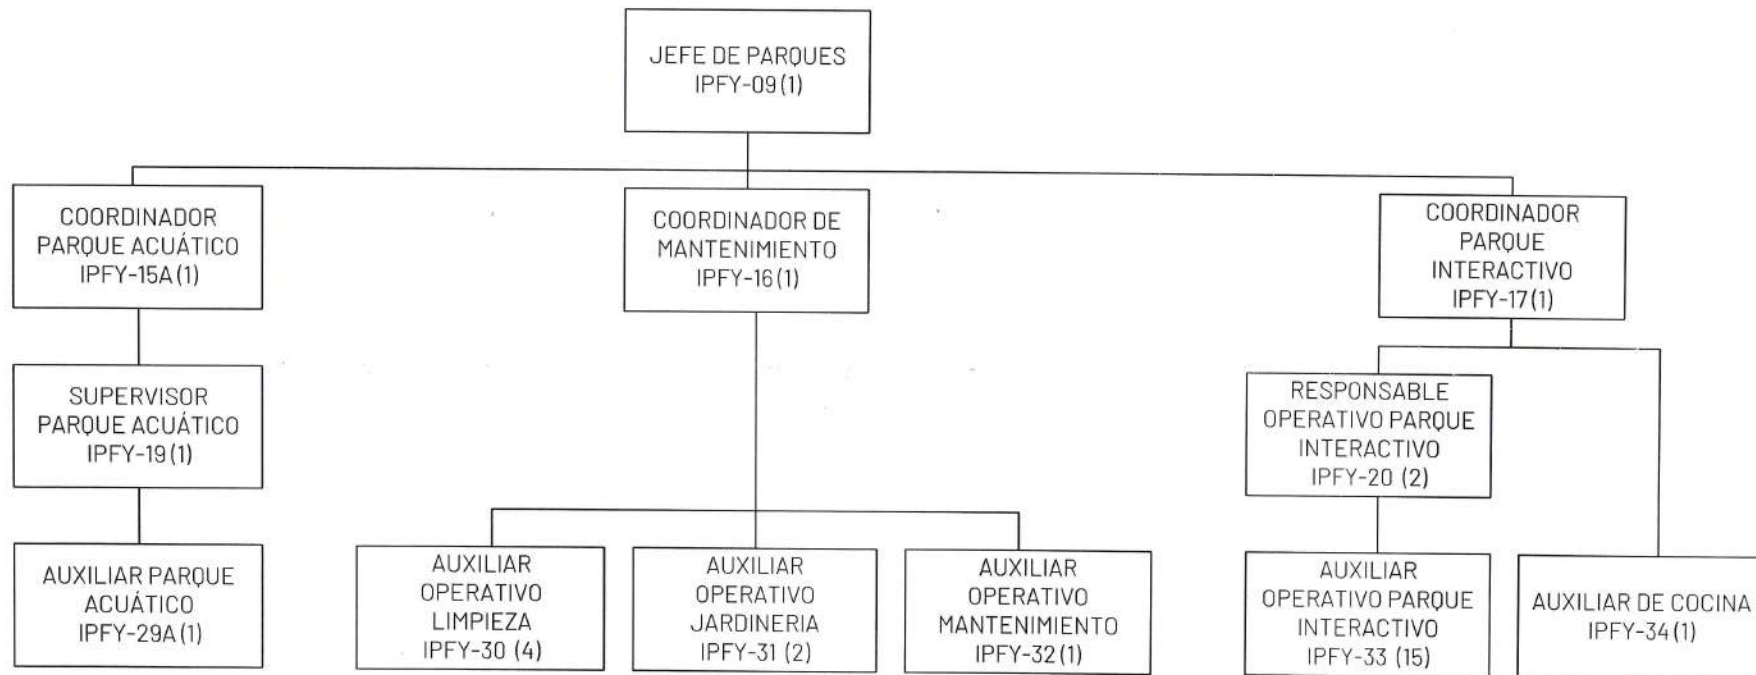 JEFE DE PARQUES
IPFY-09 (1)
COORDINADOR
PARQUE ACUÁTICO
IPFY-15A (1)
COORDINADOR DE
MANTENIMIENTO
IPFY-16 (1)
COORDINADOR
PARQUE
INTERACTIVO
IPFY-17 (1)
SUPERVISOR
PARQUE ACUÁTICO
IPFY-19 (1)
RESPONSABLE
OPERATIVO PARQUE
INTERACTIVO
IPFY-20 (2)
AUXILIAR PARQUE
ACUÁTICO
IPFY-29A (1)
AUXILIAR
OPERATIVO
LIMPIEZA
IPFY-30 (4)
AUXILIAR
OPERATIVO
JARDINERIA
IPFY-31 (2)
AUXILIAR
OPERATIVO
MANTENIMIENTO
IPFY-32 (1)
AUXILIAR
OPERATIVO PARQUE
INTERACTIVO
IPFY-33 (15)
AUXILIAR DE COCINA
IPFY-34 (1)